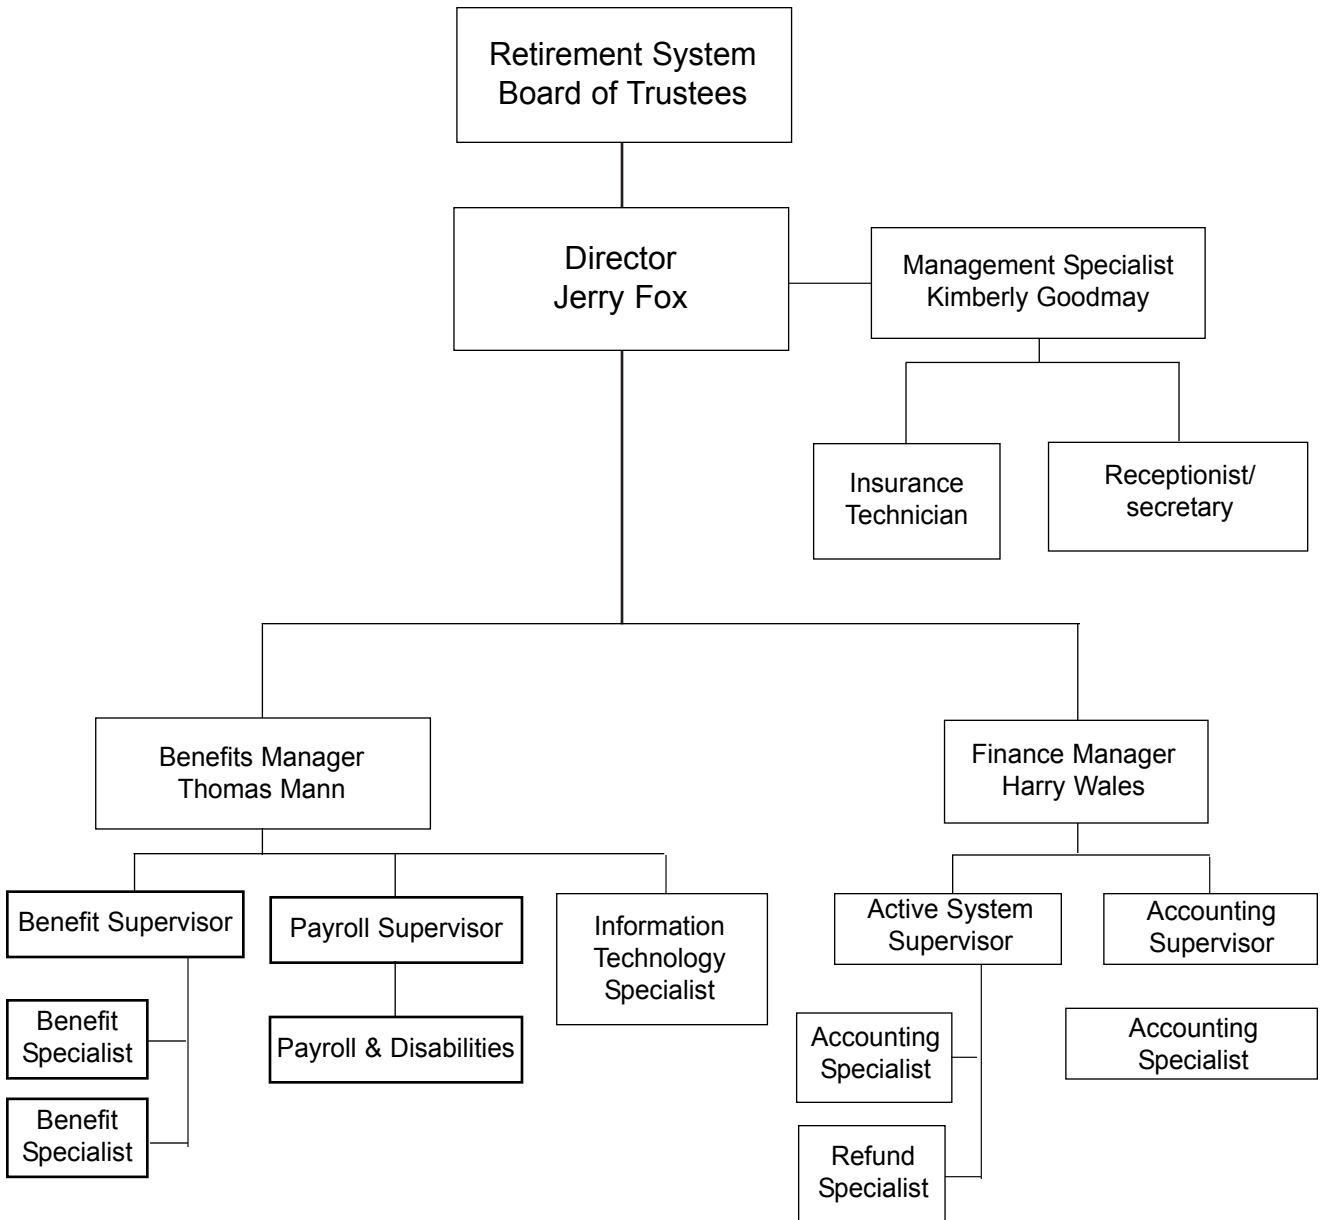 Retirement System
Board of Trustees
Director
Jerry Fox
Management Specialist
Kimberly Goodmay
Insurance
Technician
Receptionist/
secretary
Benefits Manager
Thomas Mann
Finance Manager
Harry Wales
Benefit Supervisor
Payroll Supervisor
Information
Technology
Specialist
Active System
Supervisor
Accounting
Supervisor
Benefit
Specialist
Payroll & Disabilities
Accounting
Specialist
Accounting
Specialist
Benefit
Specialist
Refund
Specialist